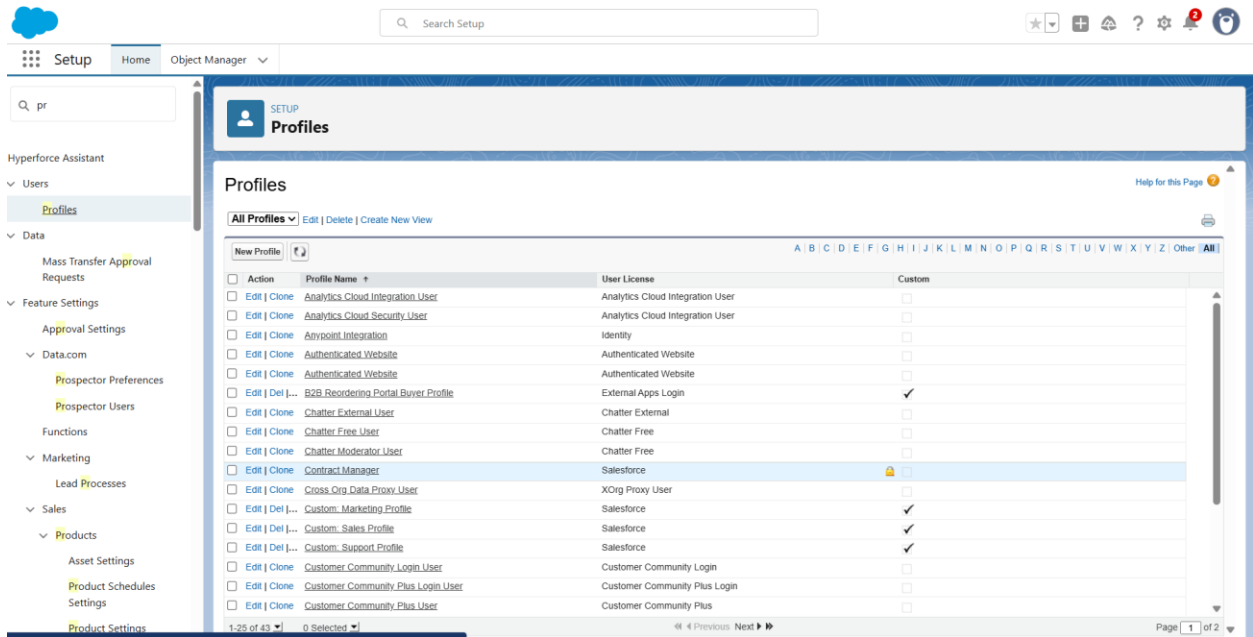 Search Setup
2
Setup
Home
Object Manager
pr
Hyperforce Assistant
Users
Profiles
Data
Mass Transfer Approval
Requests
Feature Settings
Approval Settings
Data.com
Prospector Preferences
Prospector Users
Functions
Marketing
Lead Processes
Sales
Products
Asset Settings
Product Schedules
Settings
Product Settings
SETUP
Profiles
Profiles
Help for this Page ?
All Profiles Edit | Delete | Create New View
New Profile A | B | C | D | E | F | G | H | I | J | K | L | M | N | O | P | Q | R | S | T | U | V | W | X | Y | Z | Other All
Action Profile Name User License Custom
Edit | Clone Analytics Cloud Integration User Analytics Cloud Integration User
Edit | Clone Analytics Cloud Security User Analytics Cloud Integration User
Edit | Clone Anypoint Integration Identity
Edit | Clone Authenticated Website Authenticated Website
Edit | Clone Authenticated Website Authenticated Website
Edit | Del |... B2B Reordering Portal Buyer Profile External Apps Login
Edit | Clone Chatter External User Chatter External
Edit | Clone Chatter Free User Chatter Free
Edit | Clone Chatter Moderator User Chatter Free
Edit | Clone Contract Manager Salesforce
Edit | Clone Cross Org Data Proxy User XOrg Proxy User
Edit | Del |... Custom: Marketing Profile Salesforce
Edit | Del |... Custom: Sales Profile Salesforce
Edit | Del |... Custom: Support Profile Salesforce
Edit | Clone Customer Community Login User Customer Community Login
Edit | Clone Customer Community Plus Login User Customer Community Plus Login
Edit | Clone Customer Community Plus User Customer Community Plus
1-25 of 43 0 Selected Previous Next Page 1 of 2